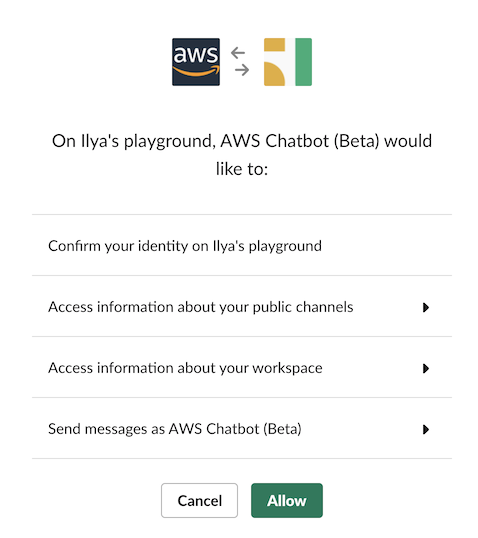 aws
On Ilya's playground, AWS Chatbot (Beta) would
like to:
Confirm your identity on Ilya's playground
Access information about your public channels
Access information about your workspace
Send messages as AWS Chatbot (Beta)
Cancel
Allow